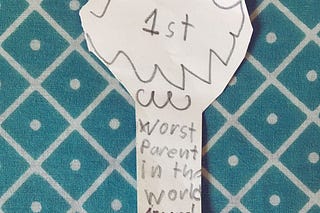 1st
Worst
Parent
in the
World